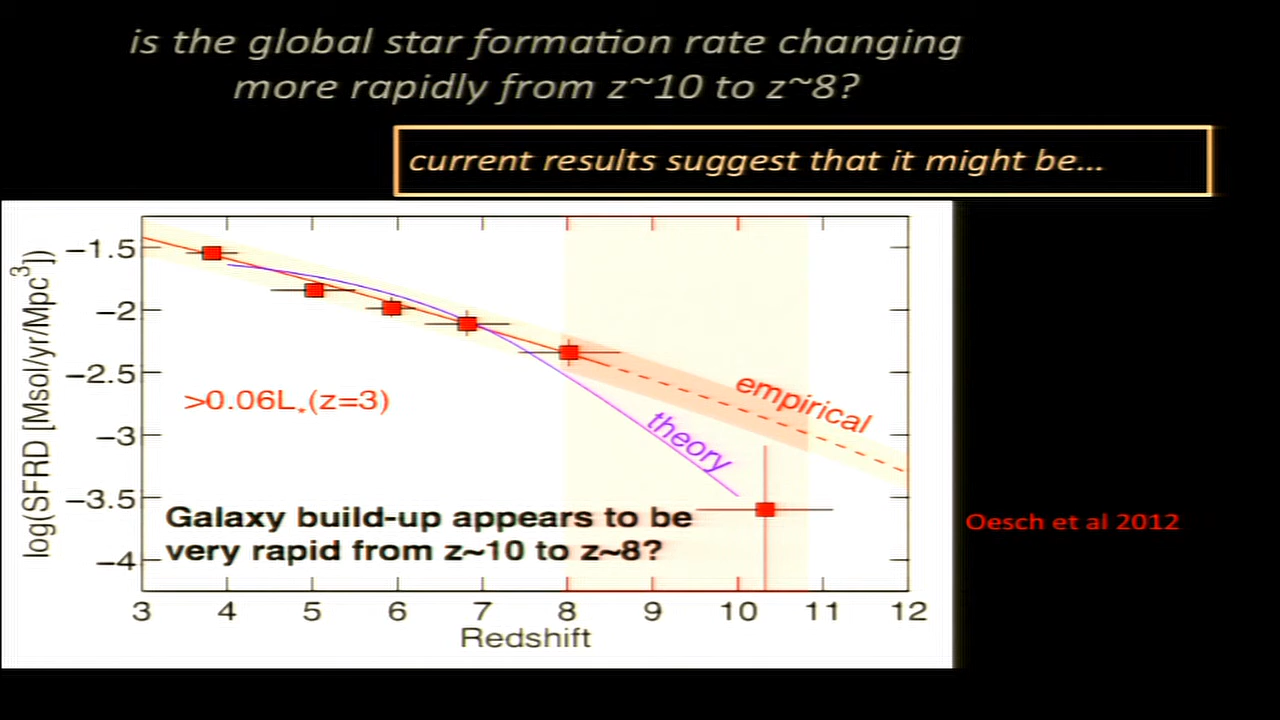 is the global star formation rate changing
more rapidly from z~10 to z~8?
current results suggest that it might be...
log(SFRD [Msol/yr/Mpc³])
−1.5
−2
−2.5
−3
−3.5
−4
>0.06L*(z=3)
empirical
theory
Galaxy build-up appears to be
very rapid from z~10 to z~8?
Oesch et al 2012
3 4 5 6 7 8 9 10 11 12
Redshift